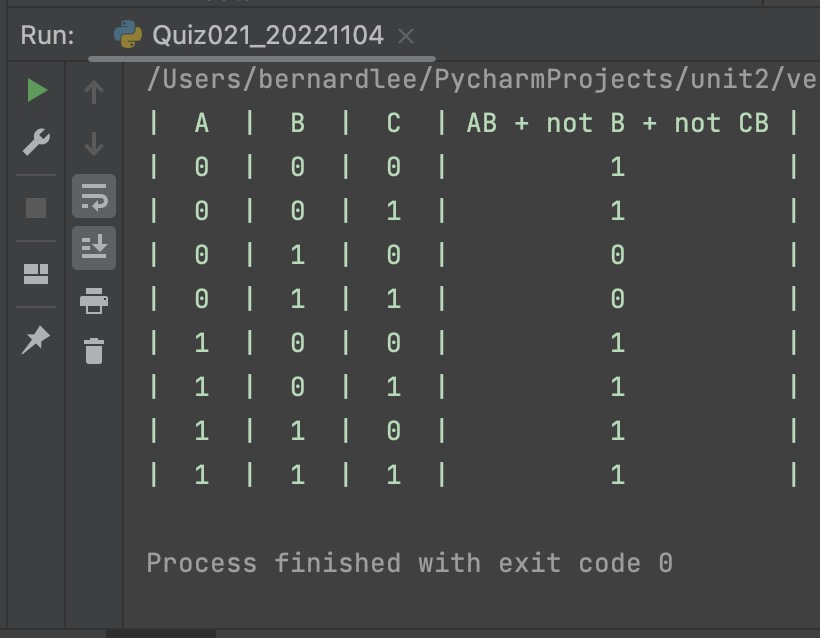 Run: Quiz021_20221104
/Users/bernardlee/PycharmProjects/unit2/ve
| A | B | C | AB + not B + not CB |
| 0 | 0 | 0 | 1 |
| 0 | 0 | 1 | 1 |
| 0 | 1 | 0 | 0 |
| 0 | 1 | 1 | 0 |
| 1 | 0 | 0 | 1 |
| 1 | 0 | 1 | 1 |
| 1 | 1 | 0 | 1 |
| 1 | 1 | 1 | 1 |
Process finished with exit code 0